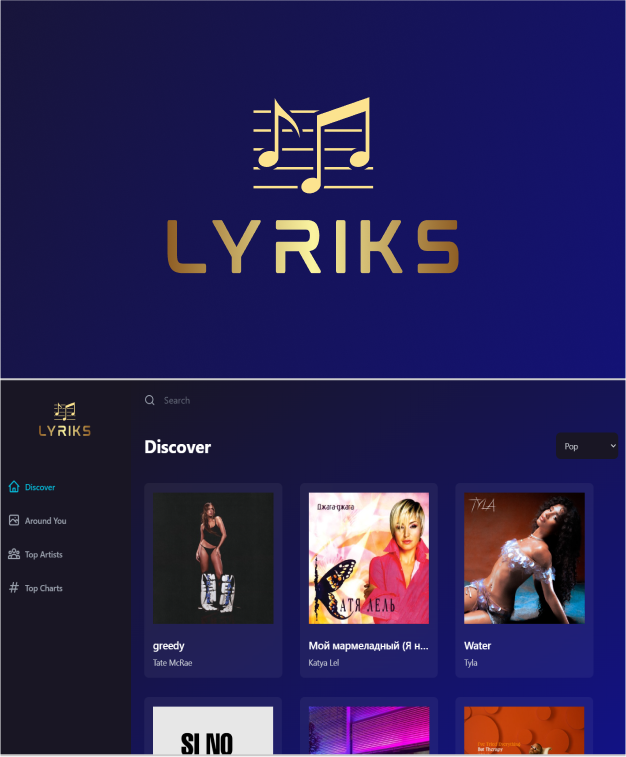 LYRIKS
LYRIKS
Search
Discover
Pop
Discover
Around You
Top Artists
Top Charts
Джага-джага
КАТЯ ЛЕЛЬ
TYLA
greedy
Tate McRae
Мой мармеладный (Я н...
Katya Lel
Water
Tyla
SI NO